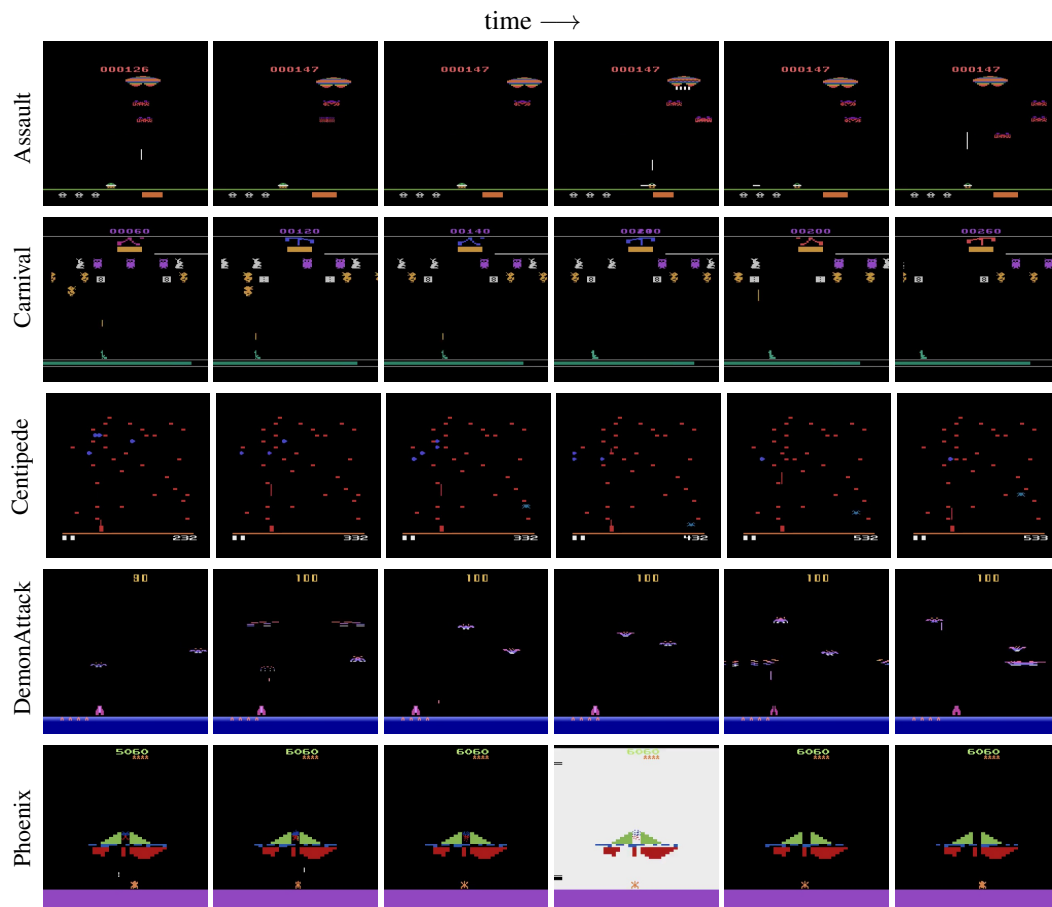 time →
Assault
000126 000147 000147 000147 000147 000147
Carnival
00060 00120 00140 00200 00260
Centipede
232 332 332 432 532 533
DemonAttack
90 100 100 100 100 100
Phoenix
5060 6060 6060 6060 6060 6060